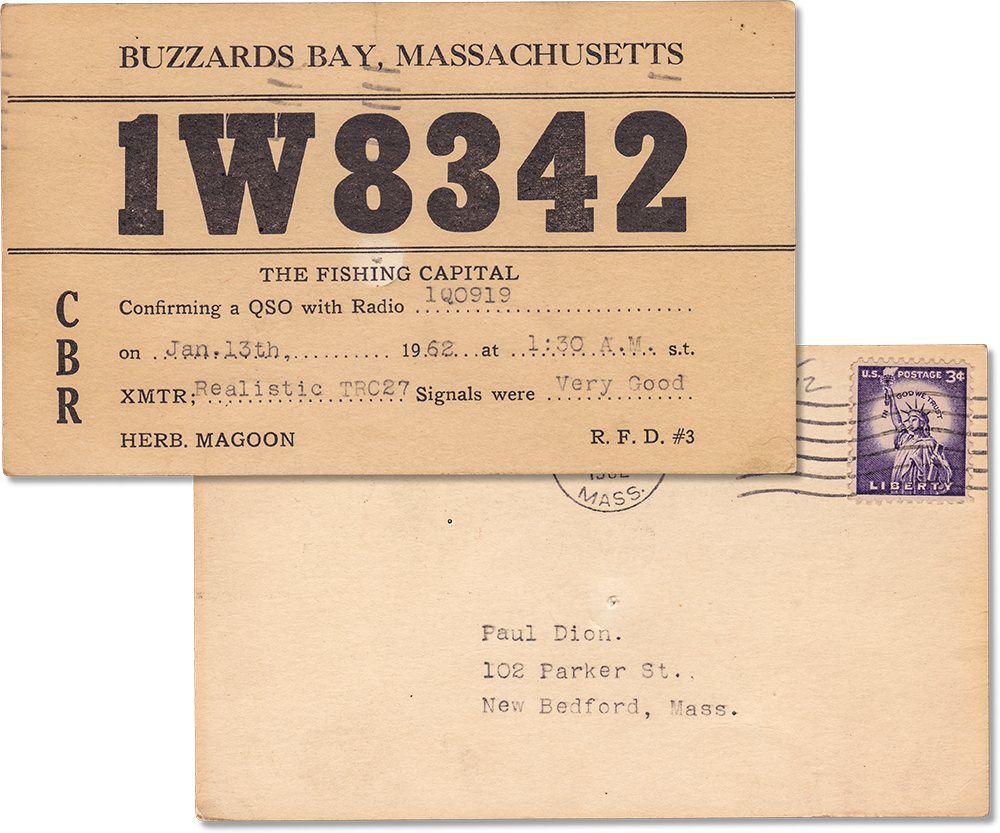 BUZZARDS BAY, MASSACHUSETTS
1W8342
THE FISHING CAPITAL
CBR
Confirming a QSO with Radio 1Q0919
on Jan.13th, 1962 at 1:30 A.M. s.t.
XMTR; Realistic TRC27 Signals were Very Good
HERB. MAGOON R. F. D. #3
U.S. POSTAGE 3¢
IN GOD WE TRUST
LIBERTY
1962
MASS.
Paul Dion.
102 Parker St.
New Bedford, Mass.